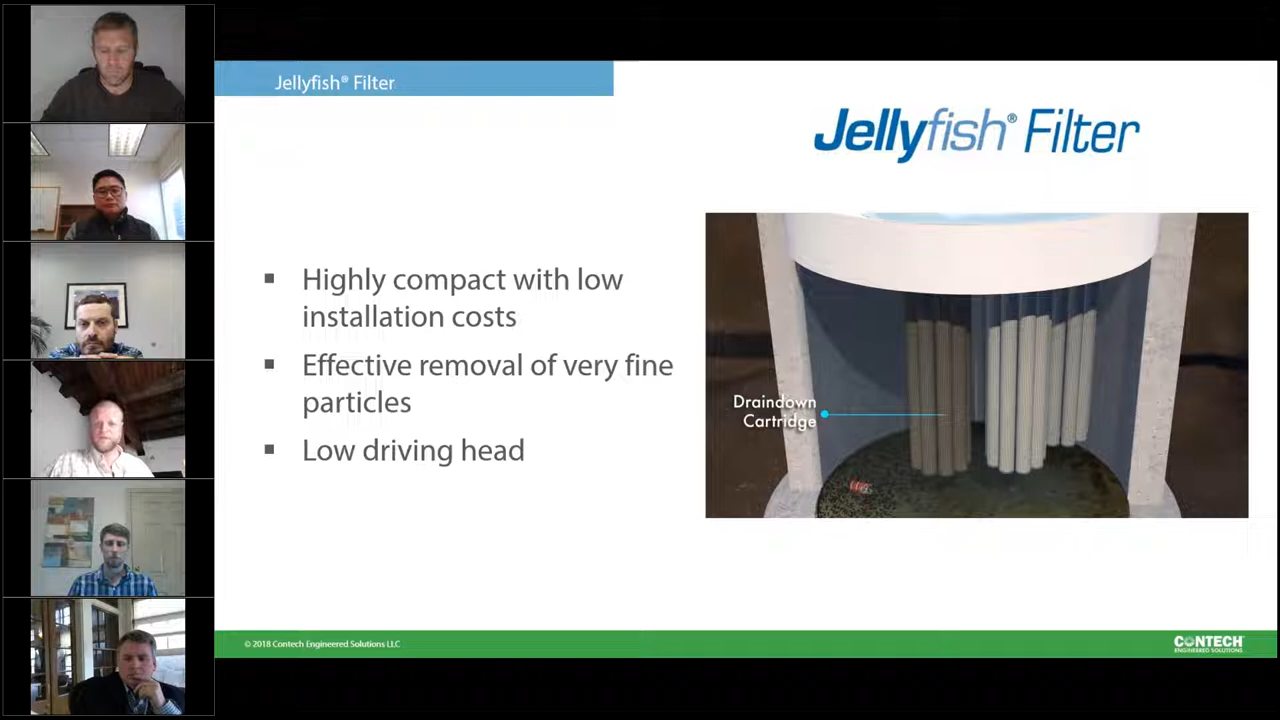 Jellyfish® Filter
Jellyfish® Filter
▪ Highly compact with low
installation costs
▪ Effective removal of very fine
particles
▪ Low driving head
Draindown
Cartridge
© 2018 Contech Engineered Solutions LLC
CONTECH®
ENGINEERED SOLUTIONS